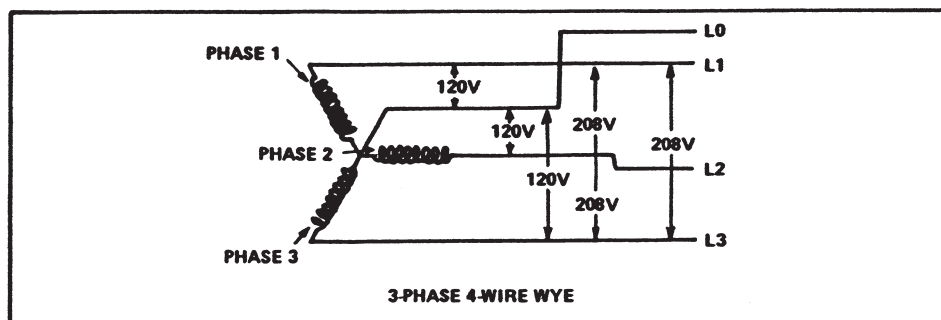 L0
PHASE 1
L1
120V
120V
208V
PHASE 2
208V
L2
120V
208V
L3
PHASE 3
3-PHASE 4-WIRE WYE